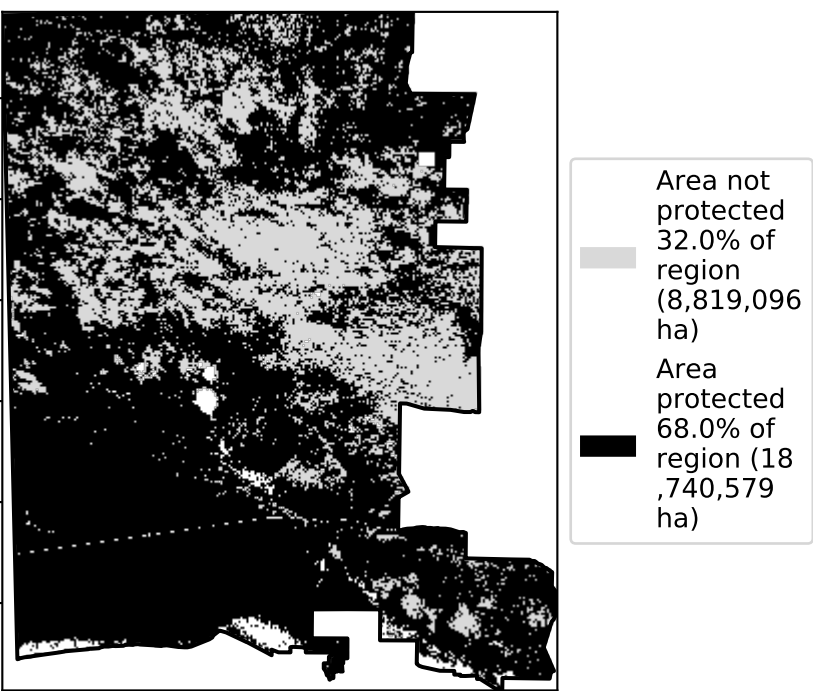 Area not
protected
32.0% of
region
(8,819,096
ha)
Area
protected
68.0% of
region (18
,740,579
ha)